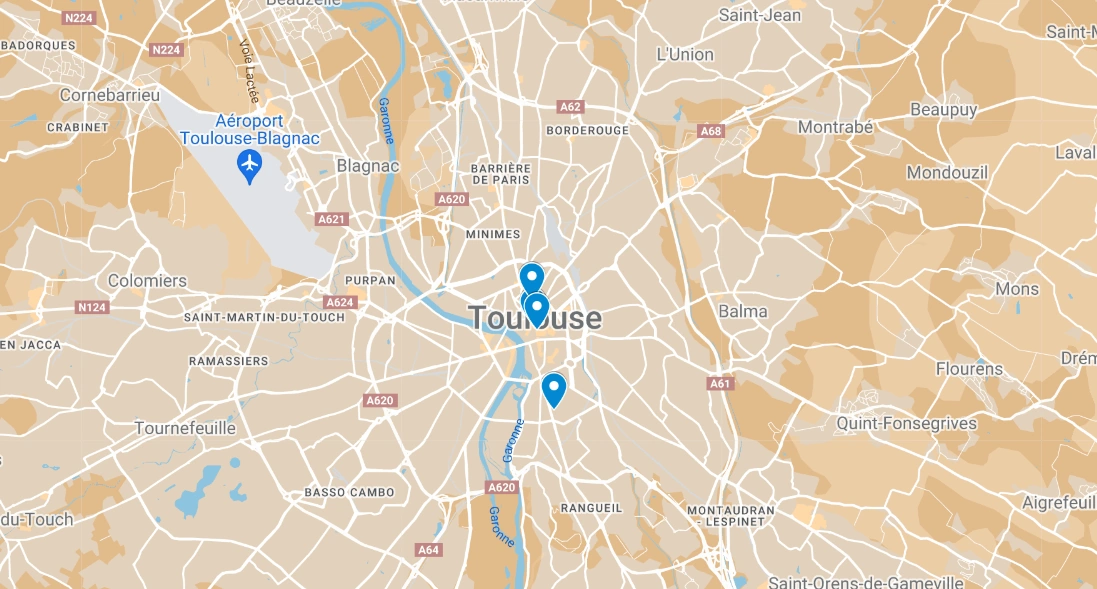 Beauzelle
N224
Saint-Jean
BADORQUES
N224
L'Union
Voie Lactée
Cornebarrieu
A62
Garonne
Beaupuy
Aéroport
Toulouse-Blagnac
CRABINET
BORDEROUGE
A68
Montrabé
Laval
Blagnac
BARRIÈRE
DE PARIS
Mondouzil
A620
A621
MINIMES
Colomiers
PURPAN
Mons
N124
A624
SAINT-MARTIN-DU-TOUCH
Toulouse
Balma
EN JACCA
RAMASSIERS
Drém
Flourens
A61
A620
Tournefeuille
Garonne
Quint-Fonsegrives
A620
BASSO CAMBO
Aigrefeuil
RANGUEIL
MONTAUDRAN
- LESPINET
du-Touch
Garonne
A64
Saint-Orens-de-Gameville